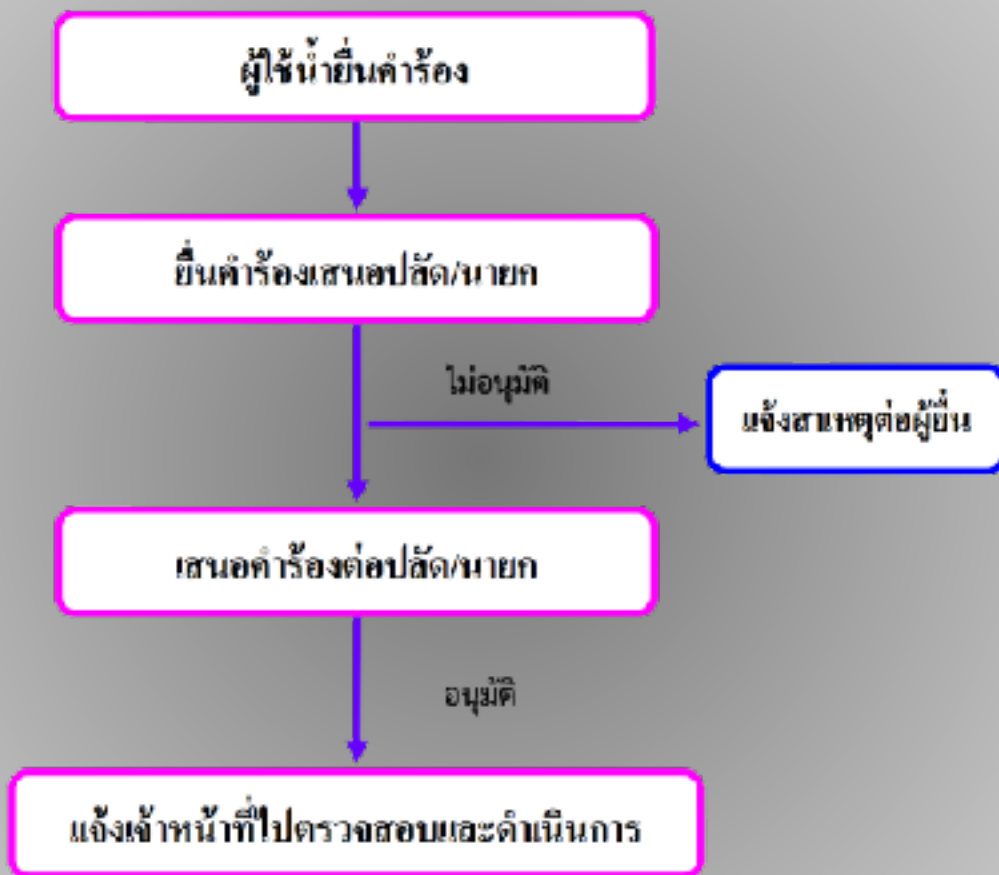 ผู้ใช้น้ำยื่นคำร้อง
ยื่นคำร้องเสนอปลัด/นายก
ไม่อนุมัติ
แจ้งสาเหตุต่อผู้ยื่น
เสนอคำร้องต่อปลัด/นายก
อนุมัติ
แจ้งเจ้าหน้าที่ไปตรวจสอบและดำเนินการ